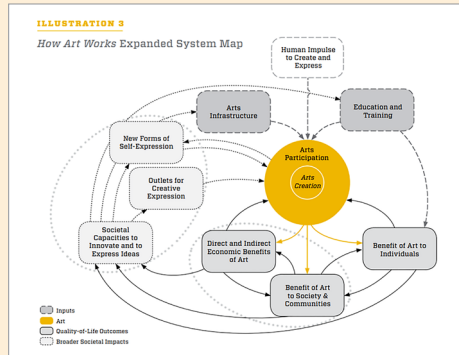 ILLUSTRATION 3
How Art Works Expanded System Map
Human Impulse
to Create and
Express
Arts
Infrastructure
Education and
Training
New Forms of
Self-Expression
Arts
Participation
Arts
Creation
Outlets for
Creative
Expression
Societal
Capacities to
Innovate and to
Express Ideas
Direct and Indirect
Economic Benefits
of Art
Benefit of Art to
Individuals
Benefit of Art
to Society &
Communities
Inputs
Art
Quality-of-Life Outcomes
Broader Societal Impacts